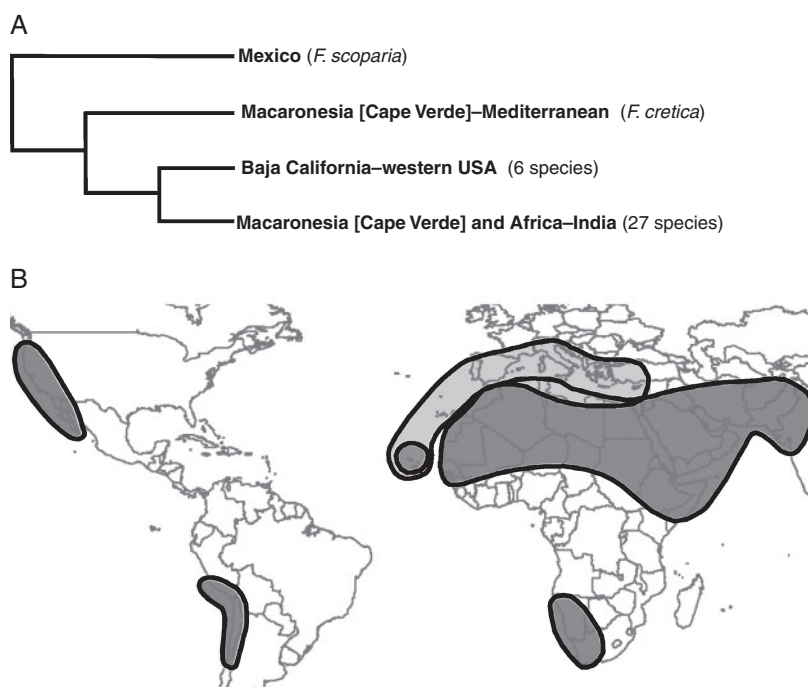 A
Mexico (F. scoparia)
Macaronesia [Cape Verde]–Mediterranean (F. cretica)
Baja California–western USA (6 species)
Macaronesia [Cape Verde] and Africa–India (27 species)
B